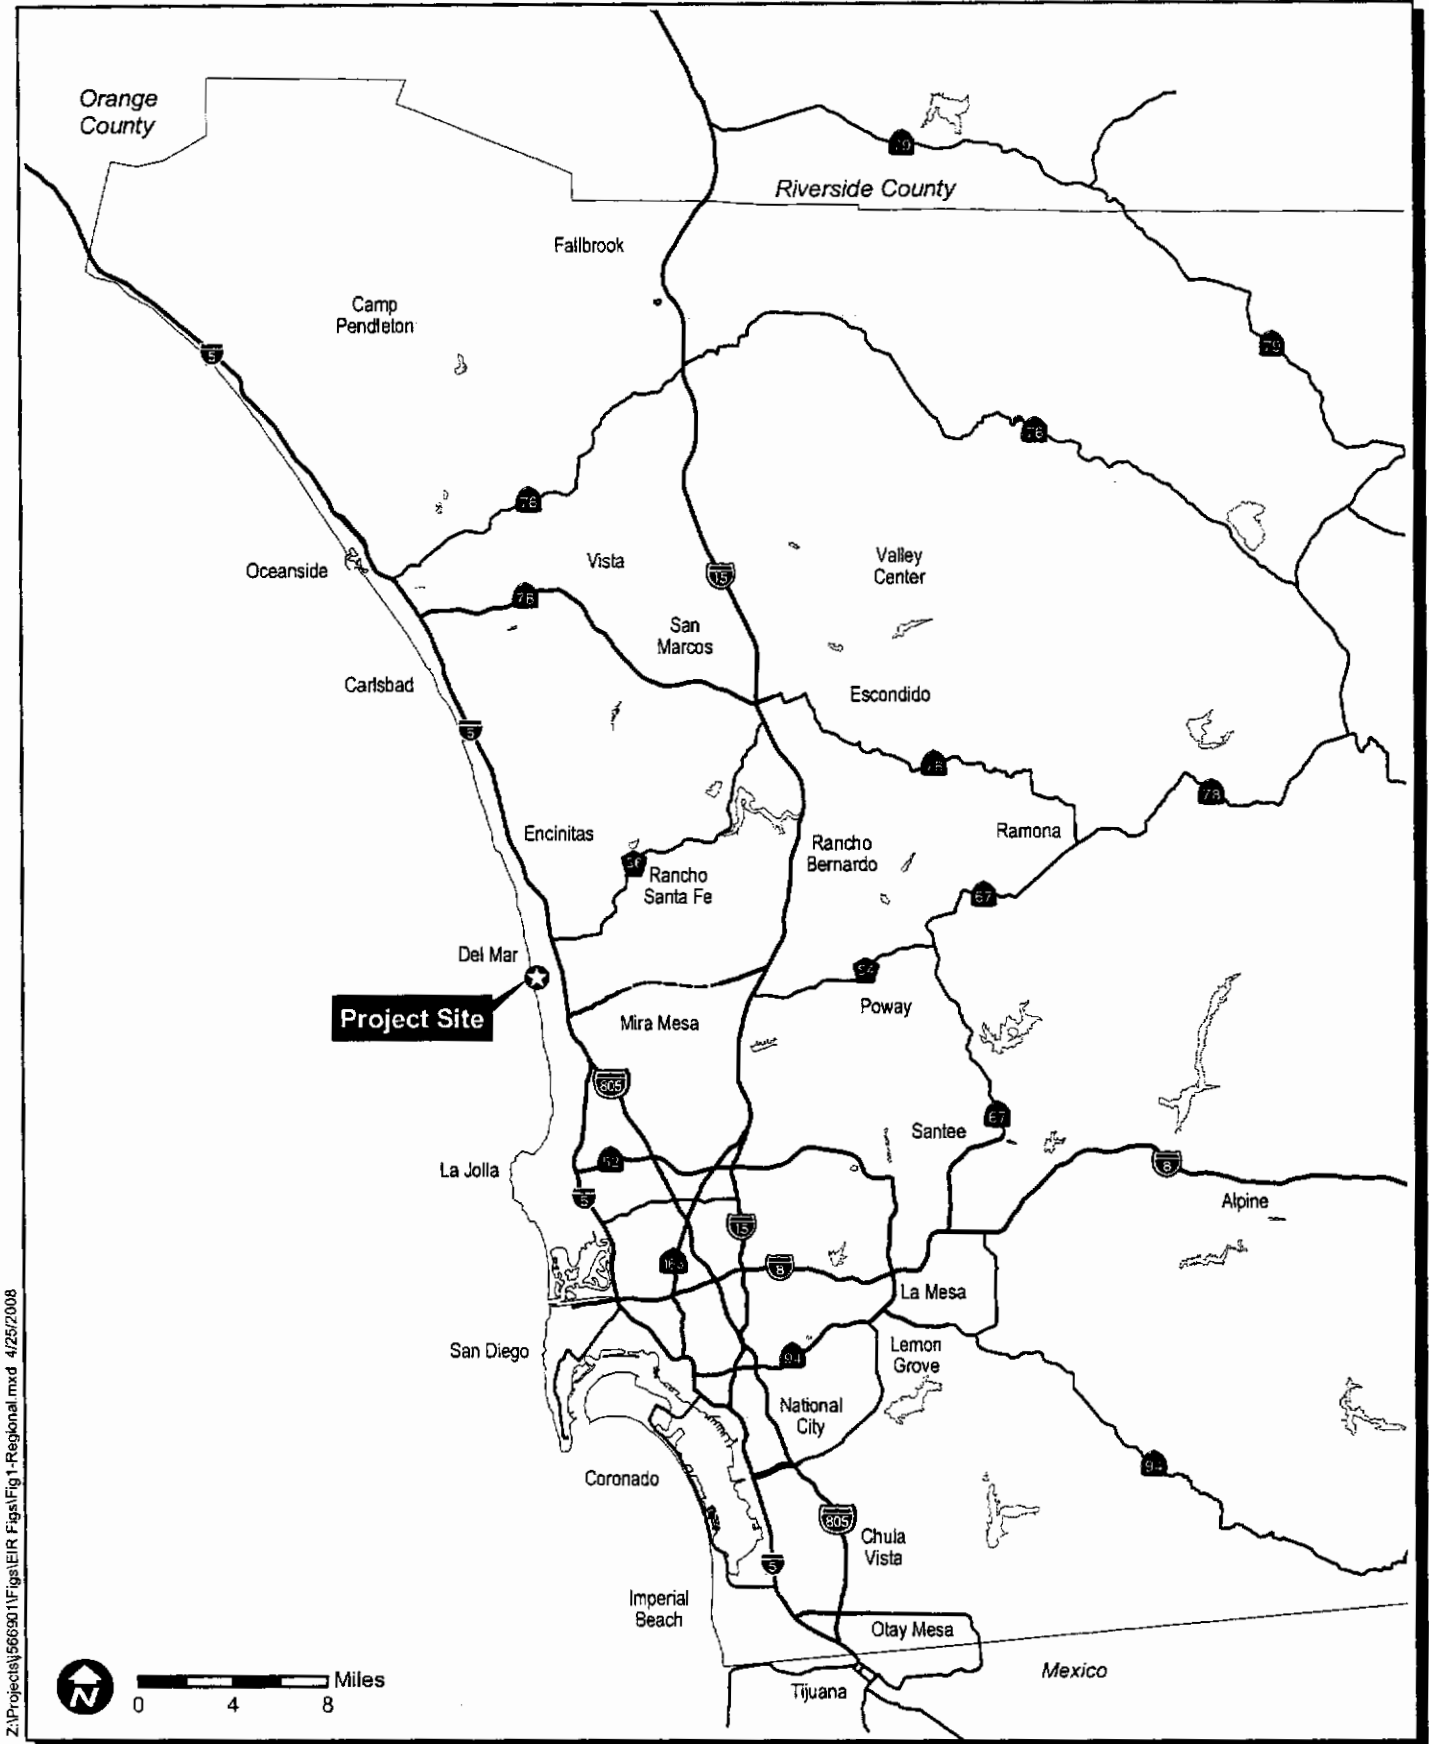 Orange
County
79
Riverside County
Fallbrook
Camp
Pendleton
5
79
76
76
Oceanside
Vista
Valley
Center
15
78
San
Marcos
Carlsbad
Escondido
5
78
78
Encinitas
Ramona
Rancho
Bernardo
Rancho
Santa Fe
67
Del Mar
Project Site
Poway
Mira Mesa
805
67
Santee
La Jolla
52
8
5
Alpine
15
163
8
La Mesa
San Diego
Lemon
Grove
94
National
City
Coronado
94
805
Chula
Vista
5
Imperial
Beach
Otay Mesa
Mexico
Tijuana
N
Miles
0 4 8
Z:\Projects\j566901\Figs\EIR Figs\Fig1-Regional.mxd 4/25/2008